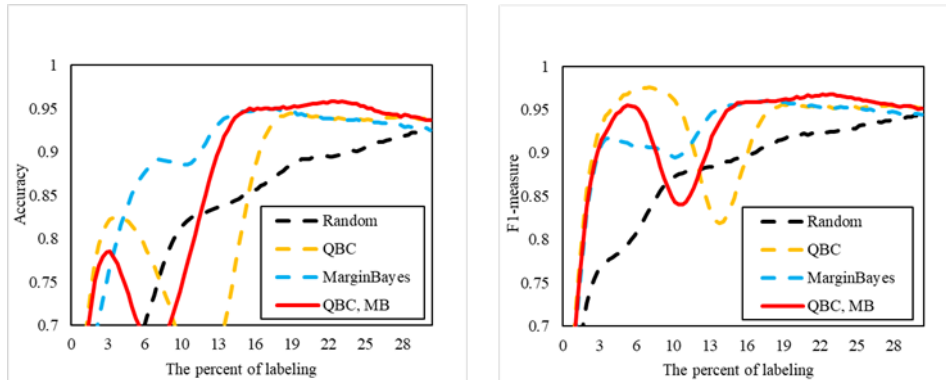 1
0.95
0.9
0.85
0.8
0.75
0.7
Accuracy
0 3 6 10 13 16 19 22 25 28
The percent of labeling
Random
QBC
MarginBayes
QBC, MB
1
0.95
0.9
0.85
0.8
0.75
0.7
F1-measure
0 3 6 10 13 16 19 22 25 28
The percent of labeling
Random
QBC
MarginBayes
QBC, MB